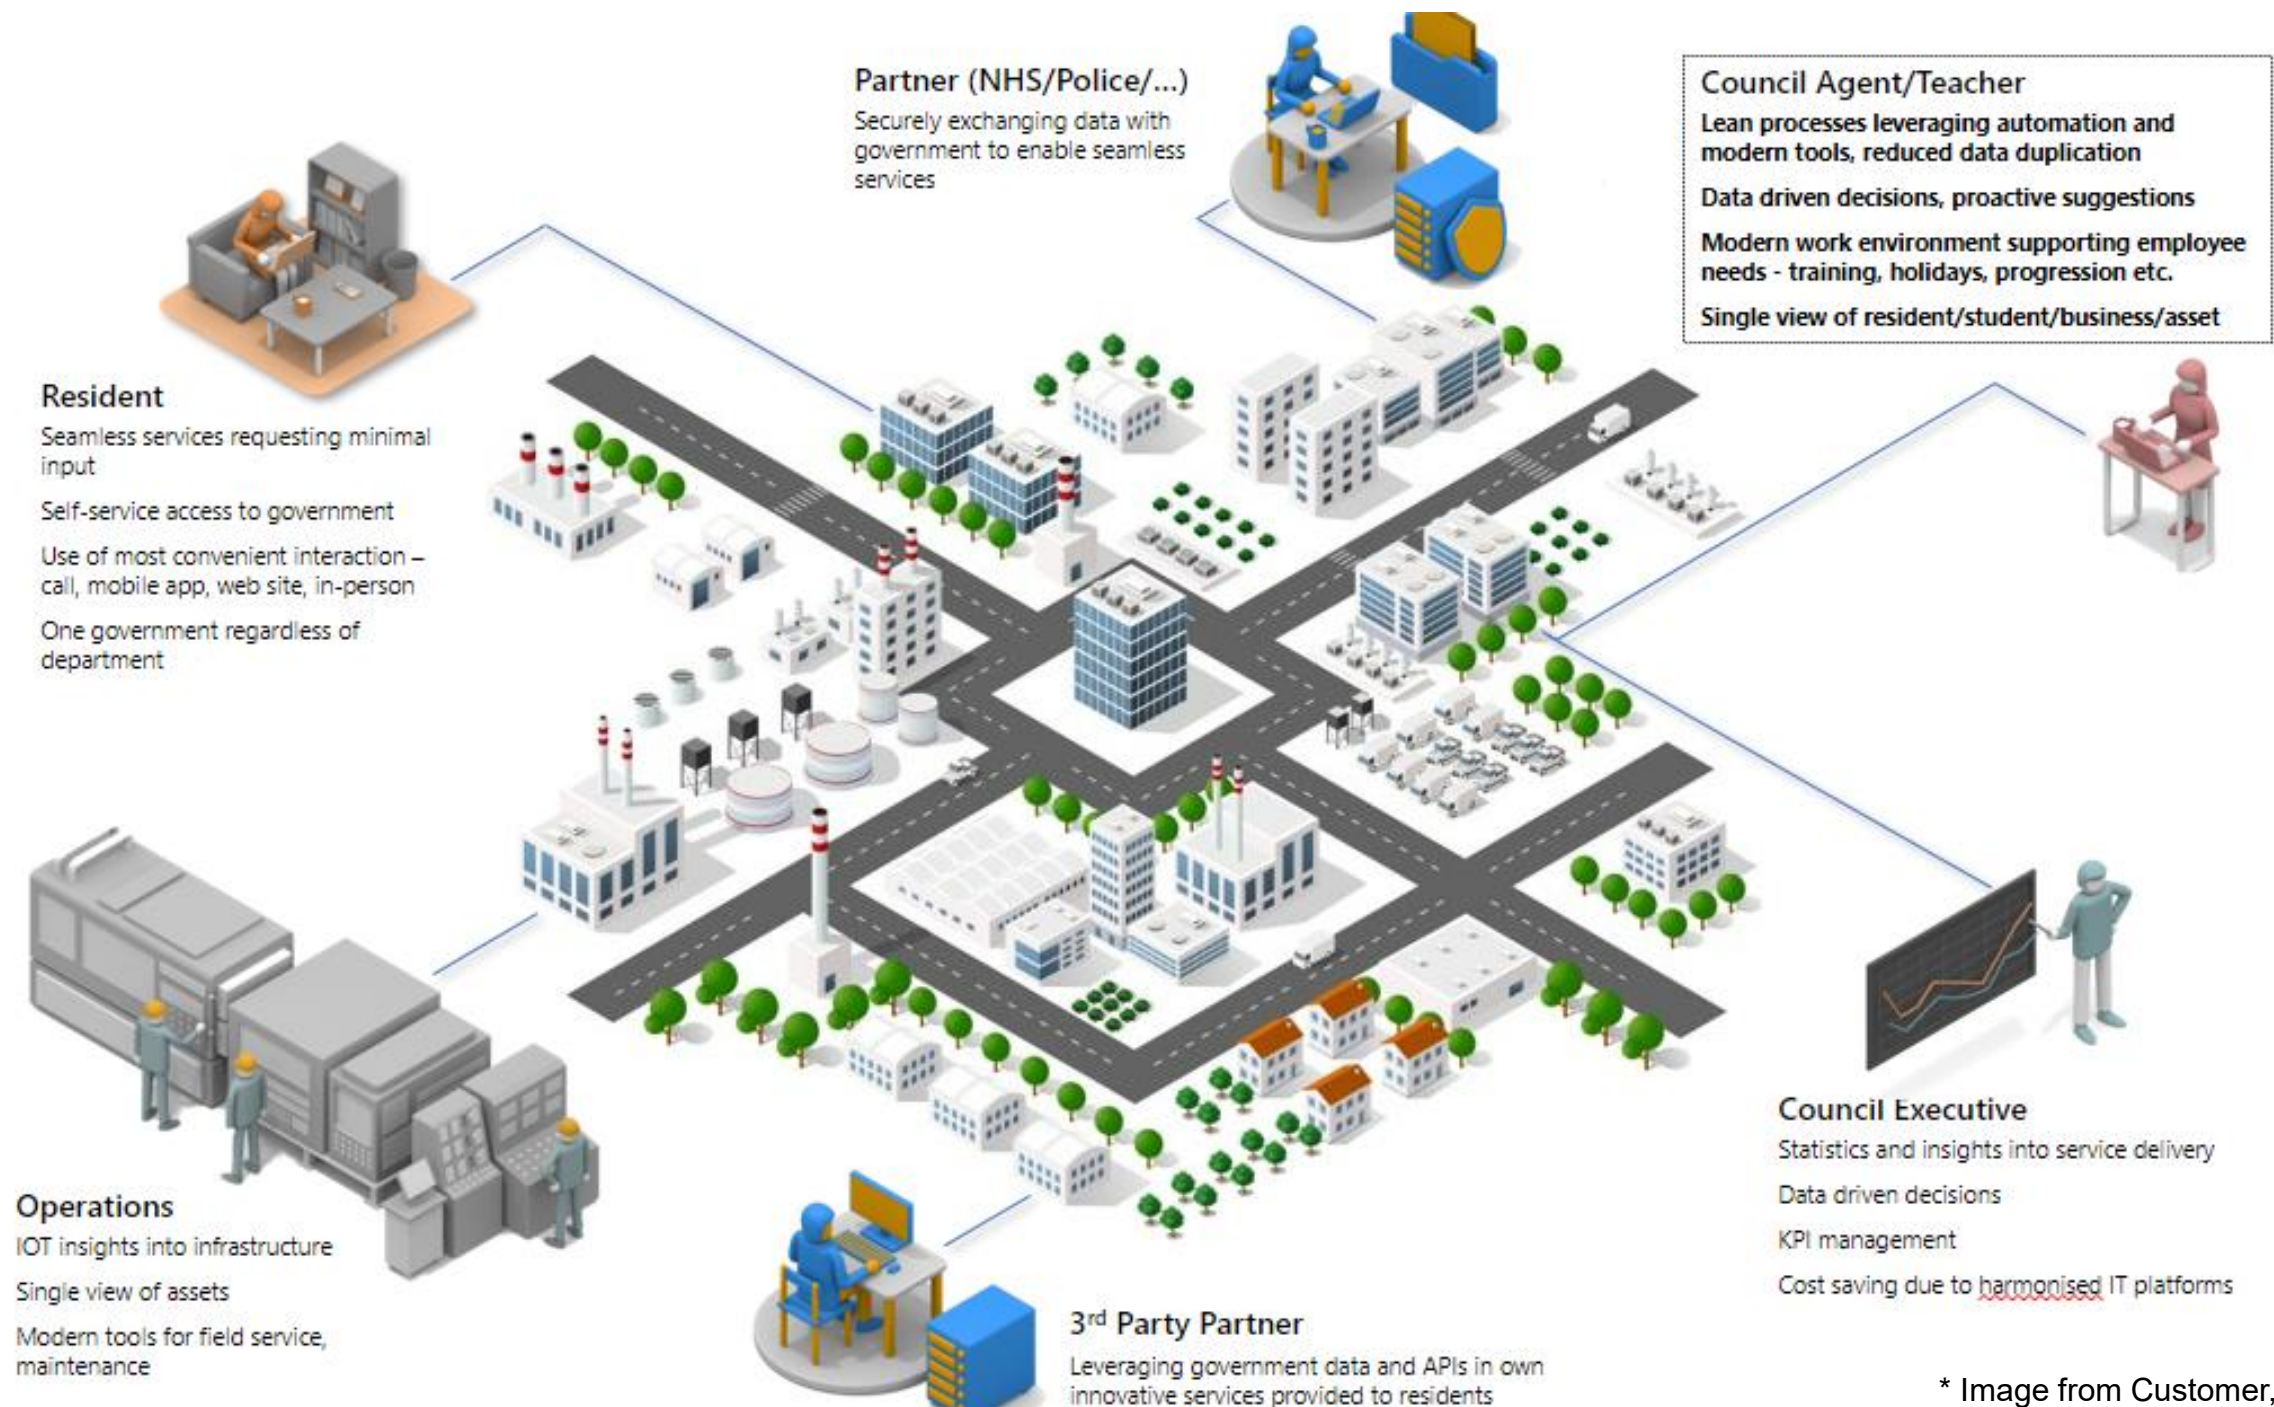 Partner (NHS/Police/...)
Securely exchanging data with
government to enable seamless
services
Council Agent/Teacher
Lean processes leveraging automation and
modern tools, reduced data duplication
Data driven decisions, proactive suggestions
Modern work environment supporting employee
needs - training, holidays, progression etc.
Single view of resident/student/business/asset
Resident
Seamless services requesting minimal
input
Self-service access to government
Use of most convenient interaction –
call, mobile app, web site, in-person
One government regardless of
department
Operations
IOT insights into infrastructure
Single view of assets
Modern tools for field service,
maintenance
3rd Party Partner
Leveraging government data and APIs in own
innovative services provided to residents
Council Executive
Statistics and insights into service delivery
Data driven decisions
KPI management
Cost saving due to harmonised IT platforms
* Image from Customer,